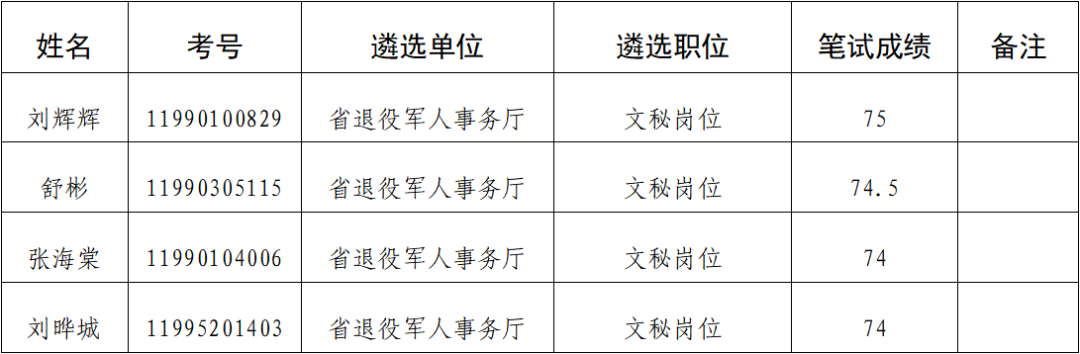 姓名 考号 遴选单位 遴选职位 笔试成绩 备注
刘辉辉 11990100829 省退役军人事务厅 文秘岗位 75
舒彬 11990305115 省退役军人事务厅 文秘岗位 74.5
张海棠 11990104006 省退役军人事务厅 文秘岗位 74
刘晔城 11995201403 省退役军人事务厅 文秘岗位 74